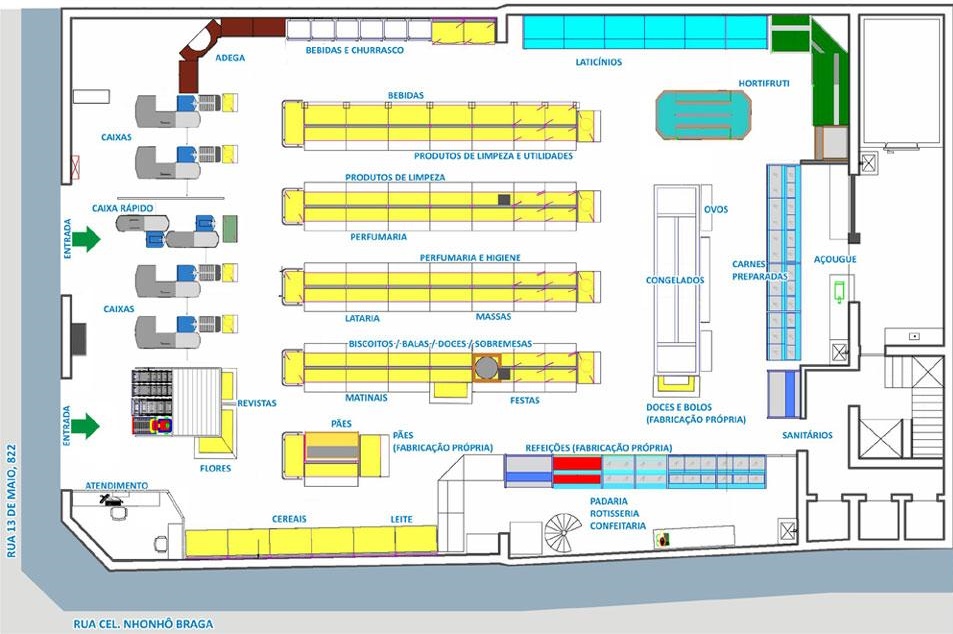 ADEGA
BEBIDAS E CHURRASCO
LATICÍNIOS
HORTIFRUTI
BEBIDAS
CAIXAS
PRODUTOS DE LIMPEZA E UTILIDADES
PRODUTOS DE LIMPEZA
CAIXA RÁPIDO
OVOS
ENTRADA
PERFUMARIA
PERFUMARIA E HIGIENE
CARNES
PREPARADAS
AÇOUGUE
CONGELADOS
CAIXAS
LATARIA
MASSAS
BISCOITOS / BALAS / DOCES / SOBREMESAS
MATINAIS
FESTAS
REVISTAS
DOCES E BOLOS
(FABRICAÇÃO PRÓPRIA)
ENTRADA
PÃES
PÃES
(FABRICAÇÃO PRÓPRIA)
REFEIÇÕES (FABRICAÇÃO PRÓPRIA)
SANITÁRIOS
FLORES
ATENDIMENTO
PADARIA
ROTISSERIA
CONFEITARIA
CEREAIS
LEITE
RUA 13 DE MAIO, 822
RUA CEL. NHONHÔ BRAGA